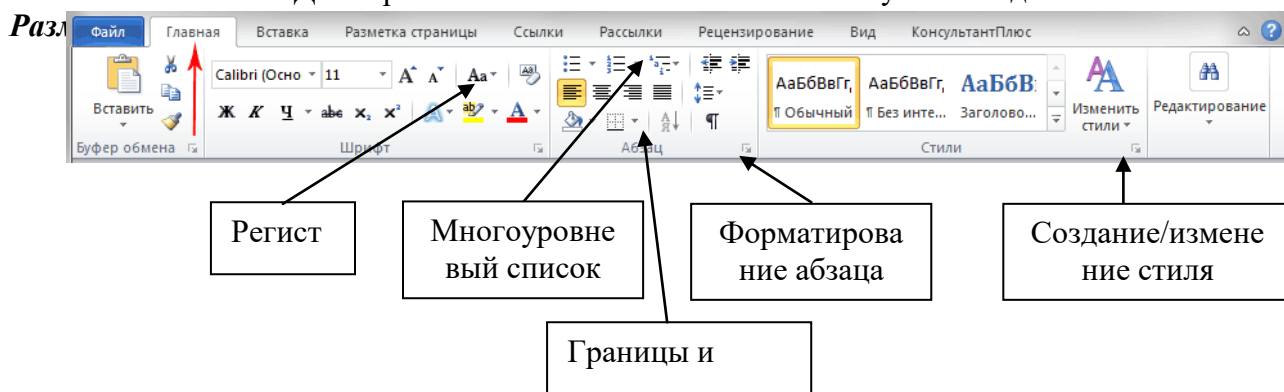 Разм
Файл Главная Вставка Разметка страницы Ссылки Рассылки Рецензирование Вид КонсультантПлюс
Calibri (Осно 11 Aa
Вставить
Ж К Ч abc x₂ x² A ab A
АаБбВвГг, АаБбВвГг, АаБбВ
¶ Обычный ¶ Без инте... Заголово...
Изменить стили
Редактирование
Буфер обмена Шрифт Абзац Стили
Регист
Многоуровне
вый список
Форматирова
ние абзаца
Создание/измене
ние стиля
Границы и